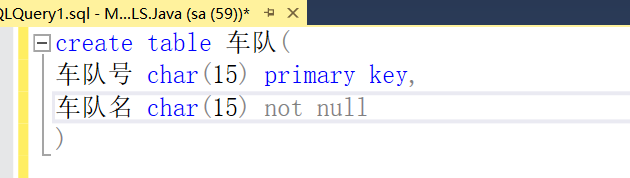 QLQuery1.sql - M...LS.Java (sa (59))*
create table 车队(
车队号 char(15) primary key,
车队名 char(15) not null
)